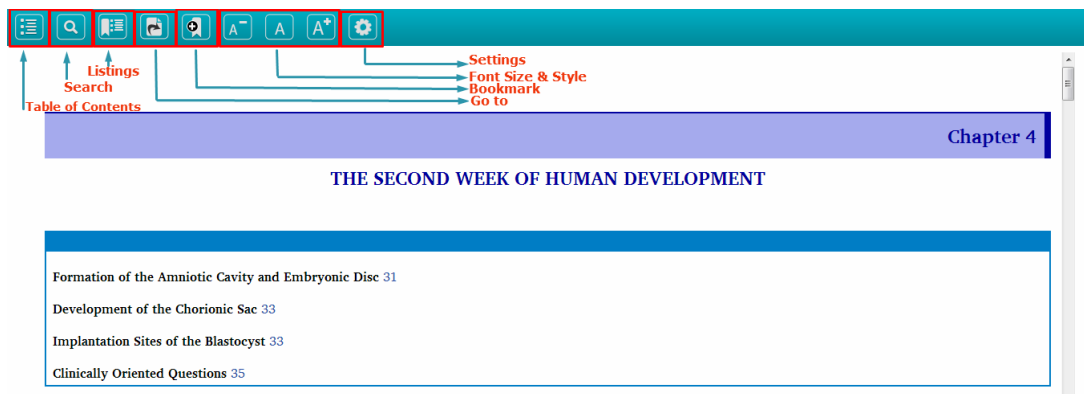 A- A A+
Settings
Listings
Font Size & Style
Search
Bookmark
Go to
Table of Contents
Chapter 4
THE SECOND WEEK OF HUMAN DEVELOPMENT
Formation of the Amniotic Cavity and Embryonic Disc 31
Development of the Chorionic Sac 33
Implantation Sites of the Blastocyst 33
Clinically Oriented Questions 35